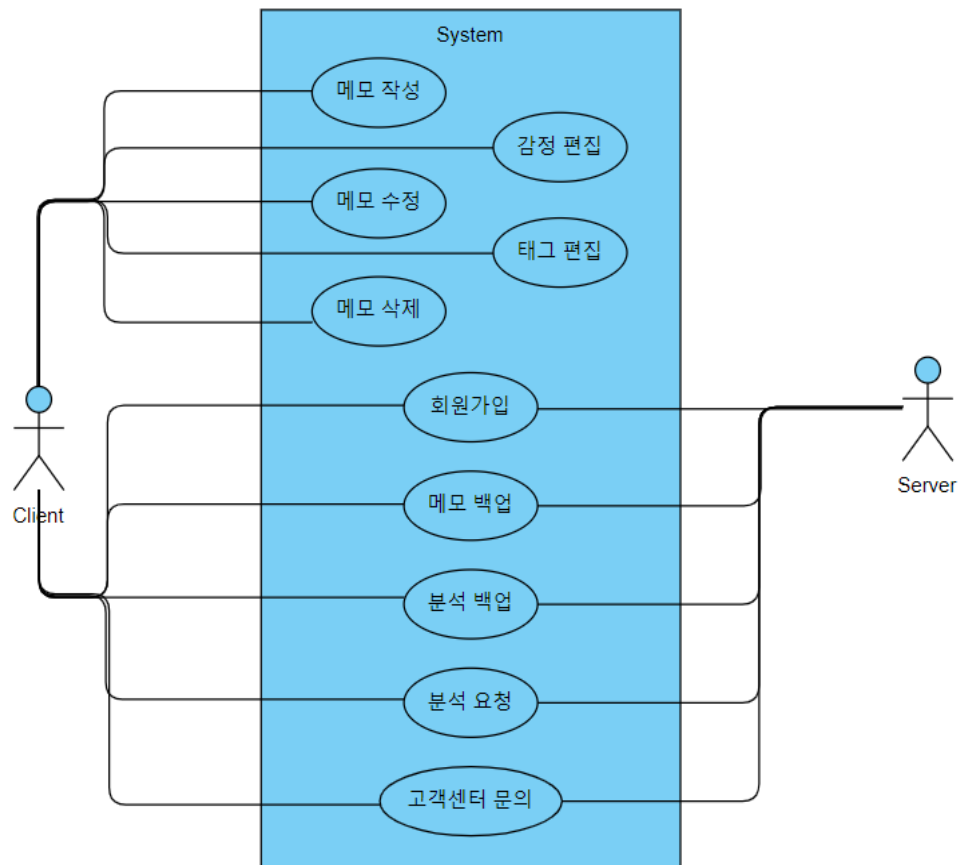 System
메모 작성
감정 편집
메모 수정
태그 편집
메모 삭제
회원가입
메모 백업
분석 백업
분석 요청
고객센터 문의
Client
Server